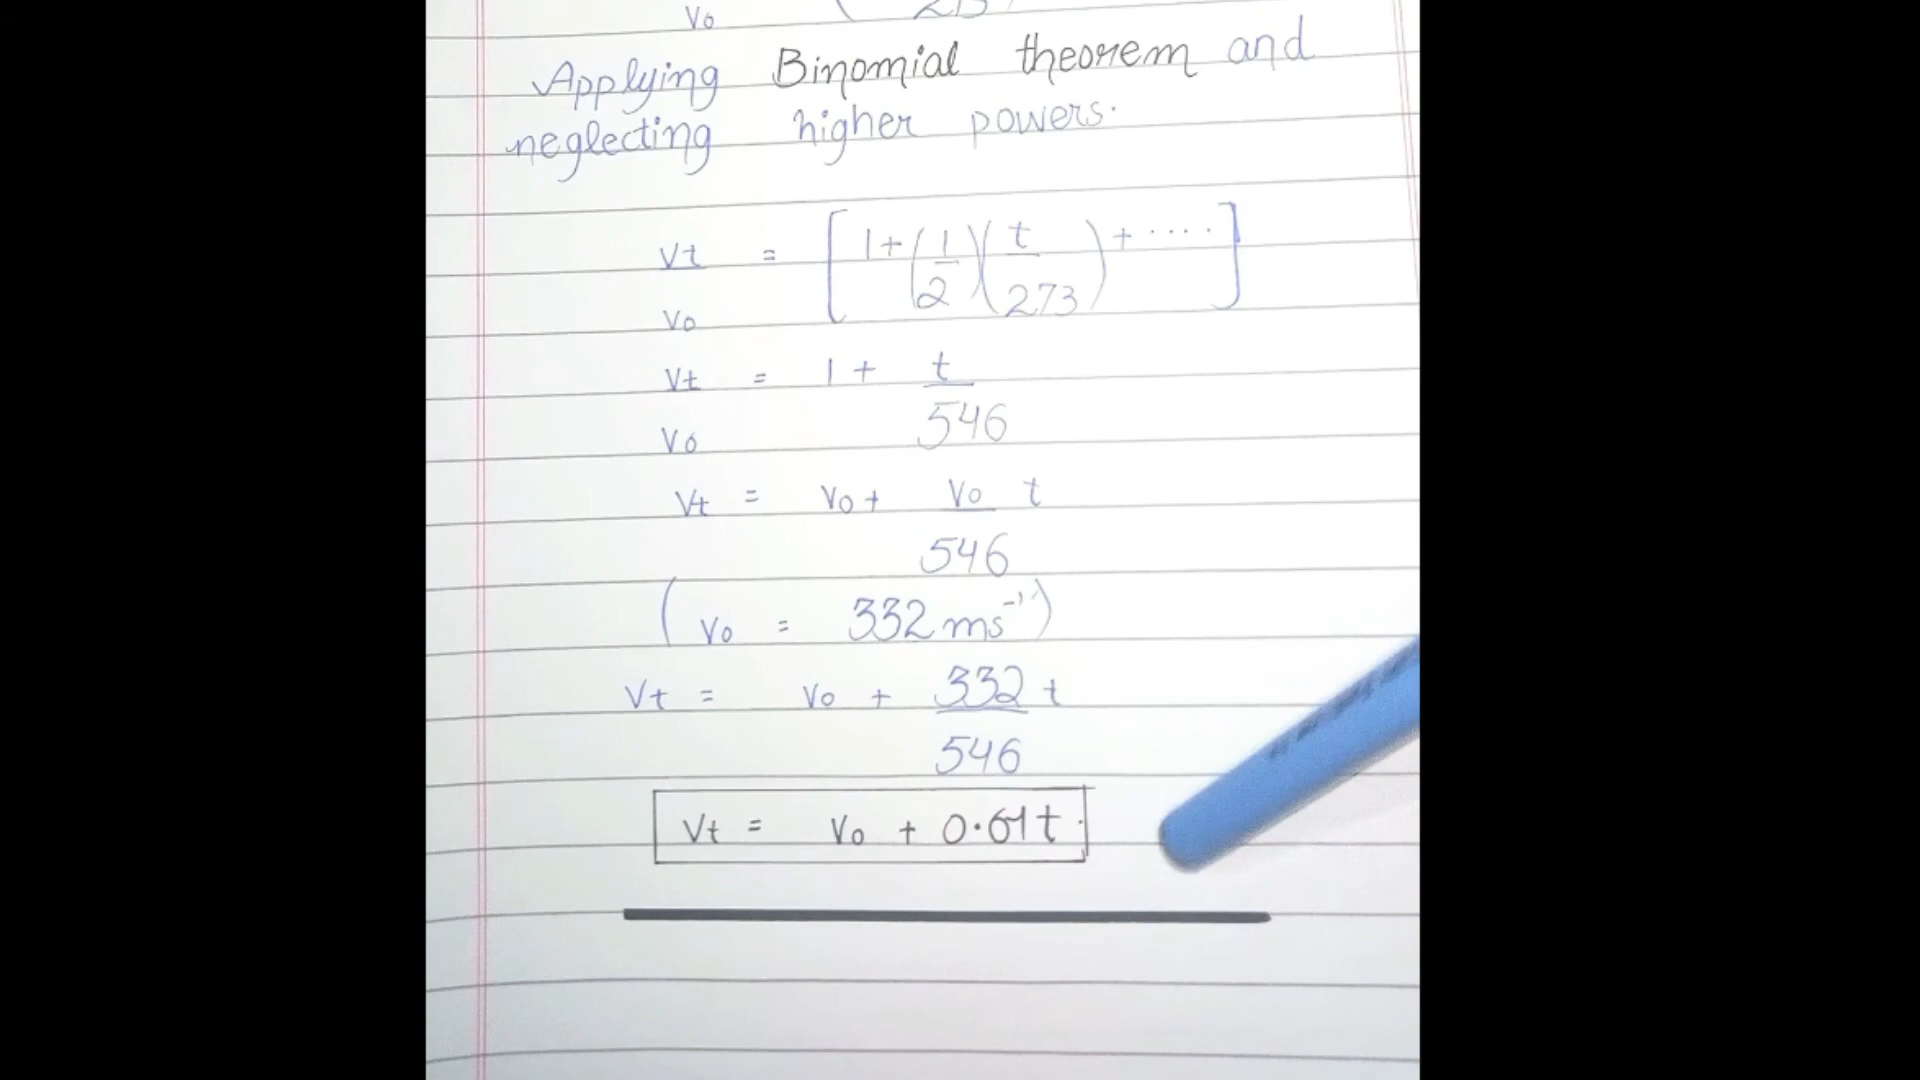 Vo
Applying Binomial theorem and
neglecting higher powers.
Vt = [1+(1/2)(t/273)+ ....]
Vo
Vt = 1 + t
Vo 546
Vt = Vo + Vo t
546
(Vo = 332 ms⁻¹)
Vt = Vo + 332 t
546
Vt = Vo + 0.61t.